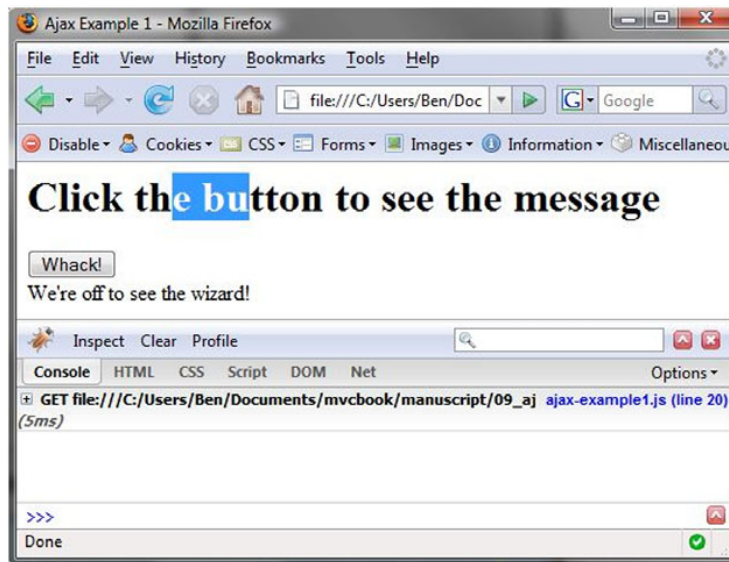 Ajax Example 1 - Mozilla Firefox
File Edit View History Bookmarks Tools Help
file:///C:/Users/Ben/Doc G Google
Disable Cookies CSS CSS Forms Images Information Miscellaneou
Click the button to see the message
Whack!
We're off to see the wizard!
Inspect Clear Profile
Console HTML CSS Script DOM Net Options
GET file:///C:/Users/Ben/Documents/mvcbook/manuscript/09_aj ajax-example1.js (line 20)
(5ms)
>>>
Done